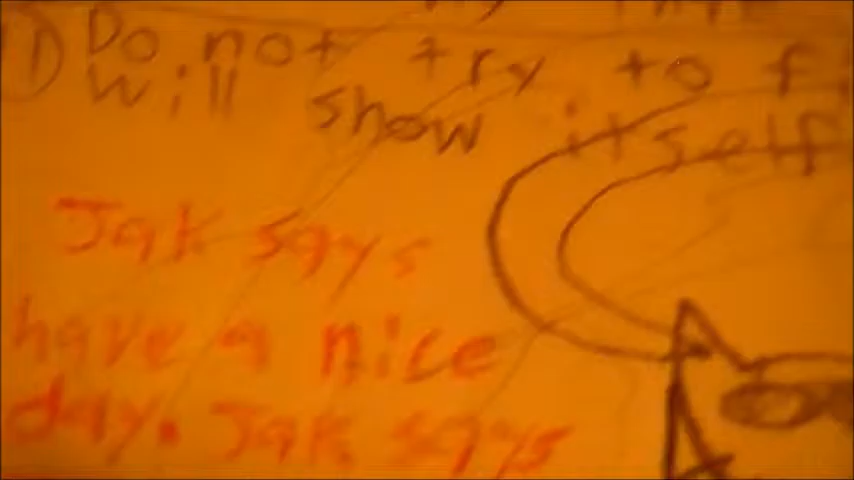 1) Do not try to
will show itself
Jak says
have a nice
day. Jak says